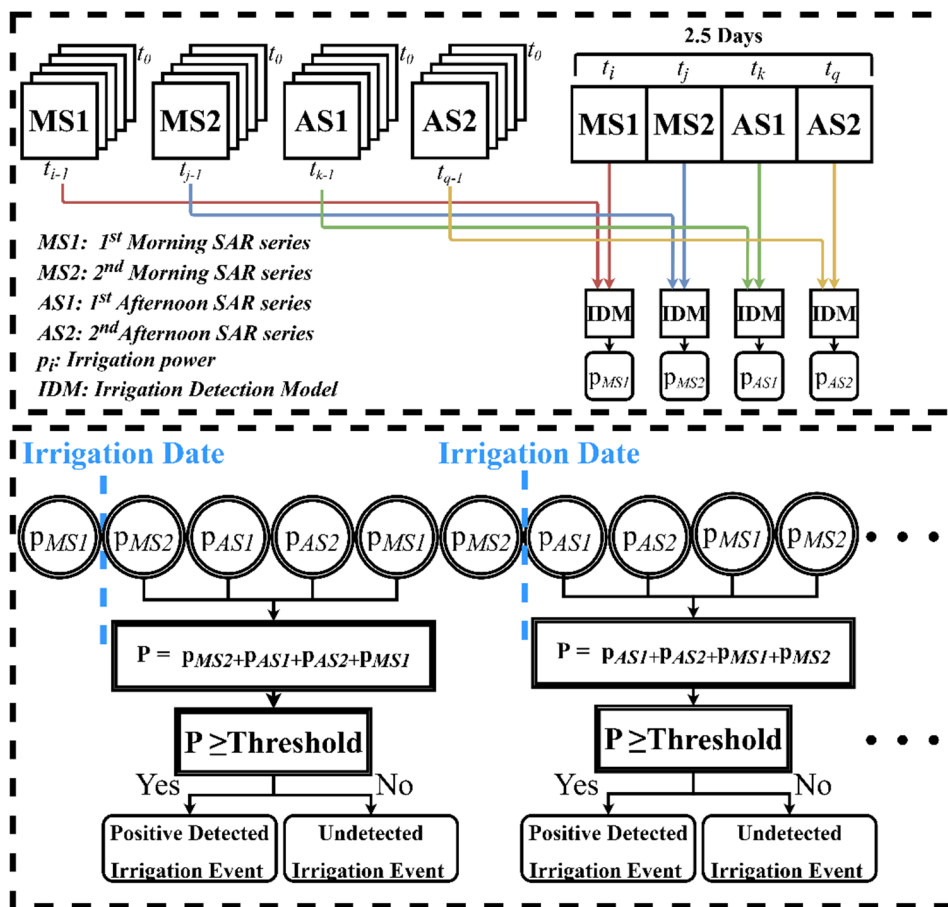 t0 t0 t0 t0
2.5 Days
ti tj tk tq
MS1 MS2 AS1 AS2 MS1 MS2 AS1 AS2
ti-1 tj-1 tk-1 tq-1
MS1: 1st Morning SAR series
MS2: 2nd Morning SAR series
AS1: 1st Afternoon SAR series
AS2: 2nd Afternoon SAR series
pi: Irrigation power
IDM: Irrigation Detection Model
IDM IDM IDM IDM
pMS1 pMS2 pAS1 pAS2
Irrigation Date Irrigation Date
pMS1 pMS2 pAS1 pAS2 pMS1 pMS2 pAS1 pAS2 pMS1 pMS2 • • •
P = pMS2+pAS1+pAS2+pMS1
P = pAS1+pAS2+pMS1+pMS2
P ≥Threshold P ≥Threshold • • •
Yes No Yes No
Positive Detected
Irrigation Event
Undetected
Irrigation Event
Positive Detected
Irrigation Event
Undetected
Irrigation Event